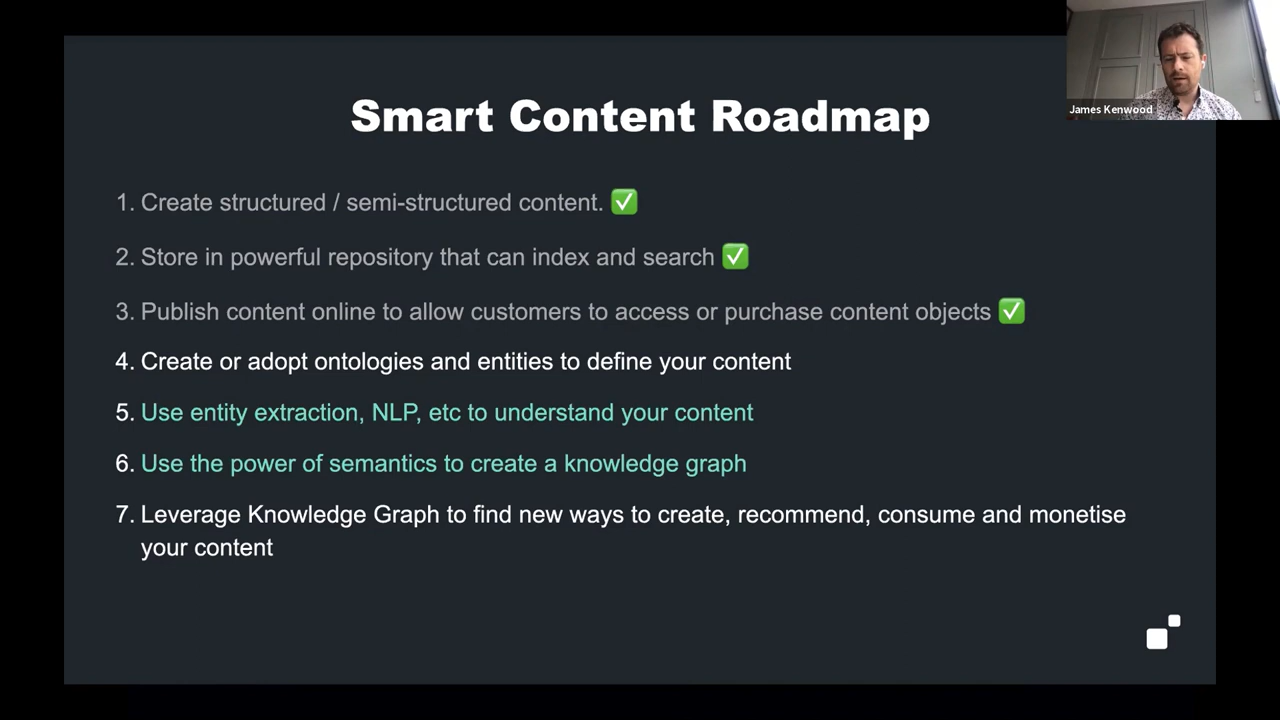 James Kenwood
Smart Content Roadmap
1. Create structured / semi-structured content. ✅
2. Store in powerful repository that can index and search ✅
3. Publish content online to allow customers to access or purchase content objects ✅
4. Create or adopt ontologies and entities to define your content
5. Use entity extraction, NLP, etc to understand your content
6. Use the power of semantics to create a knowledge graph
7. Leverage Knowledge Graph to find new ways to create, recommend, consume and monetise
your content